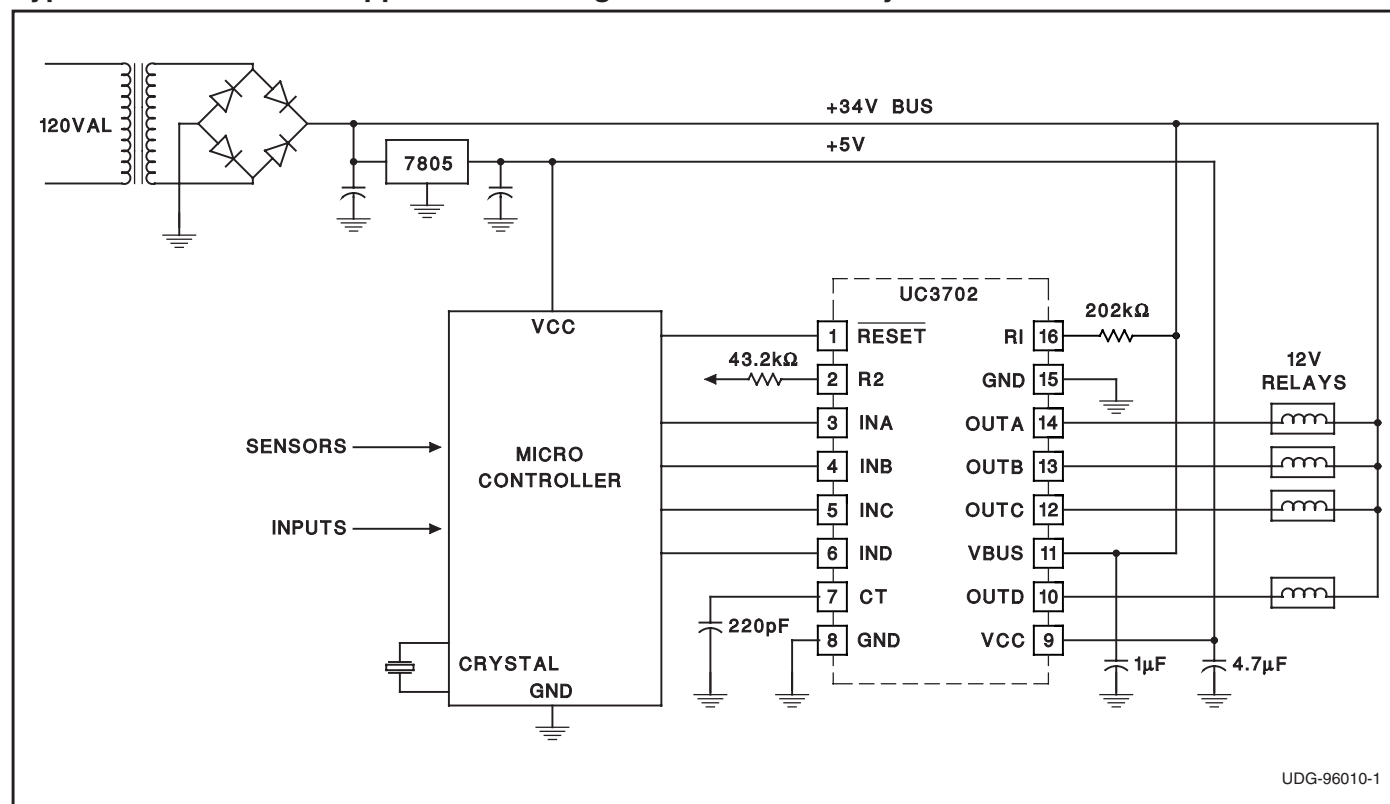 +34V BUS
120VAL
+5V
7805
UC3702
VCC
1 RESET
43.2kΩ
2 R2
3 INA
4 INB
5 INC
6 IND
7 CT
8 GND
220pF
202kΩ
RI 16
GND 15
OUTA 14
OUTB 13
OUTC 12
VBUS 11
OUTD 10
VCC 9
12V
RELAYS
SENSORS
INPUTS
MICRO
CONTROLLER
CRYSTAL
GND
1µF
4.7µF
UDG-96010-1